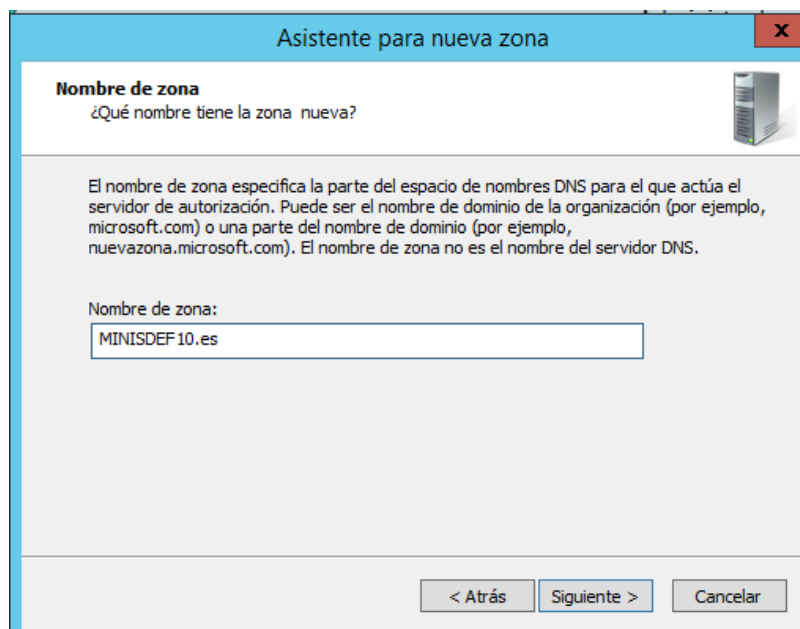 Asistente para nueva zona
x
Nombre de zona
¿Qué nombre tiene la zona nueva?
El nombre de zona especifica la parte del espacio de nombres DNS para el que actúa el
servidor de autorización. Puede ser el nombre de dominio de la organización (por ejemplo,
microsoft.com) o una parte del nombre de dominio (por ejemplo,
nuevazona.microsoft.com). El nombre de zona no es el nombre del servidor DNS.
Nombre de zona:
MINISDEF10.es
< Atrás
Siguiente >
Cancelar